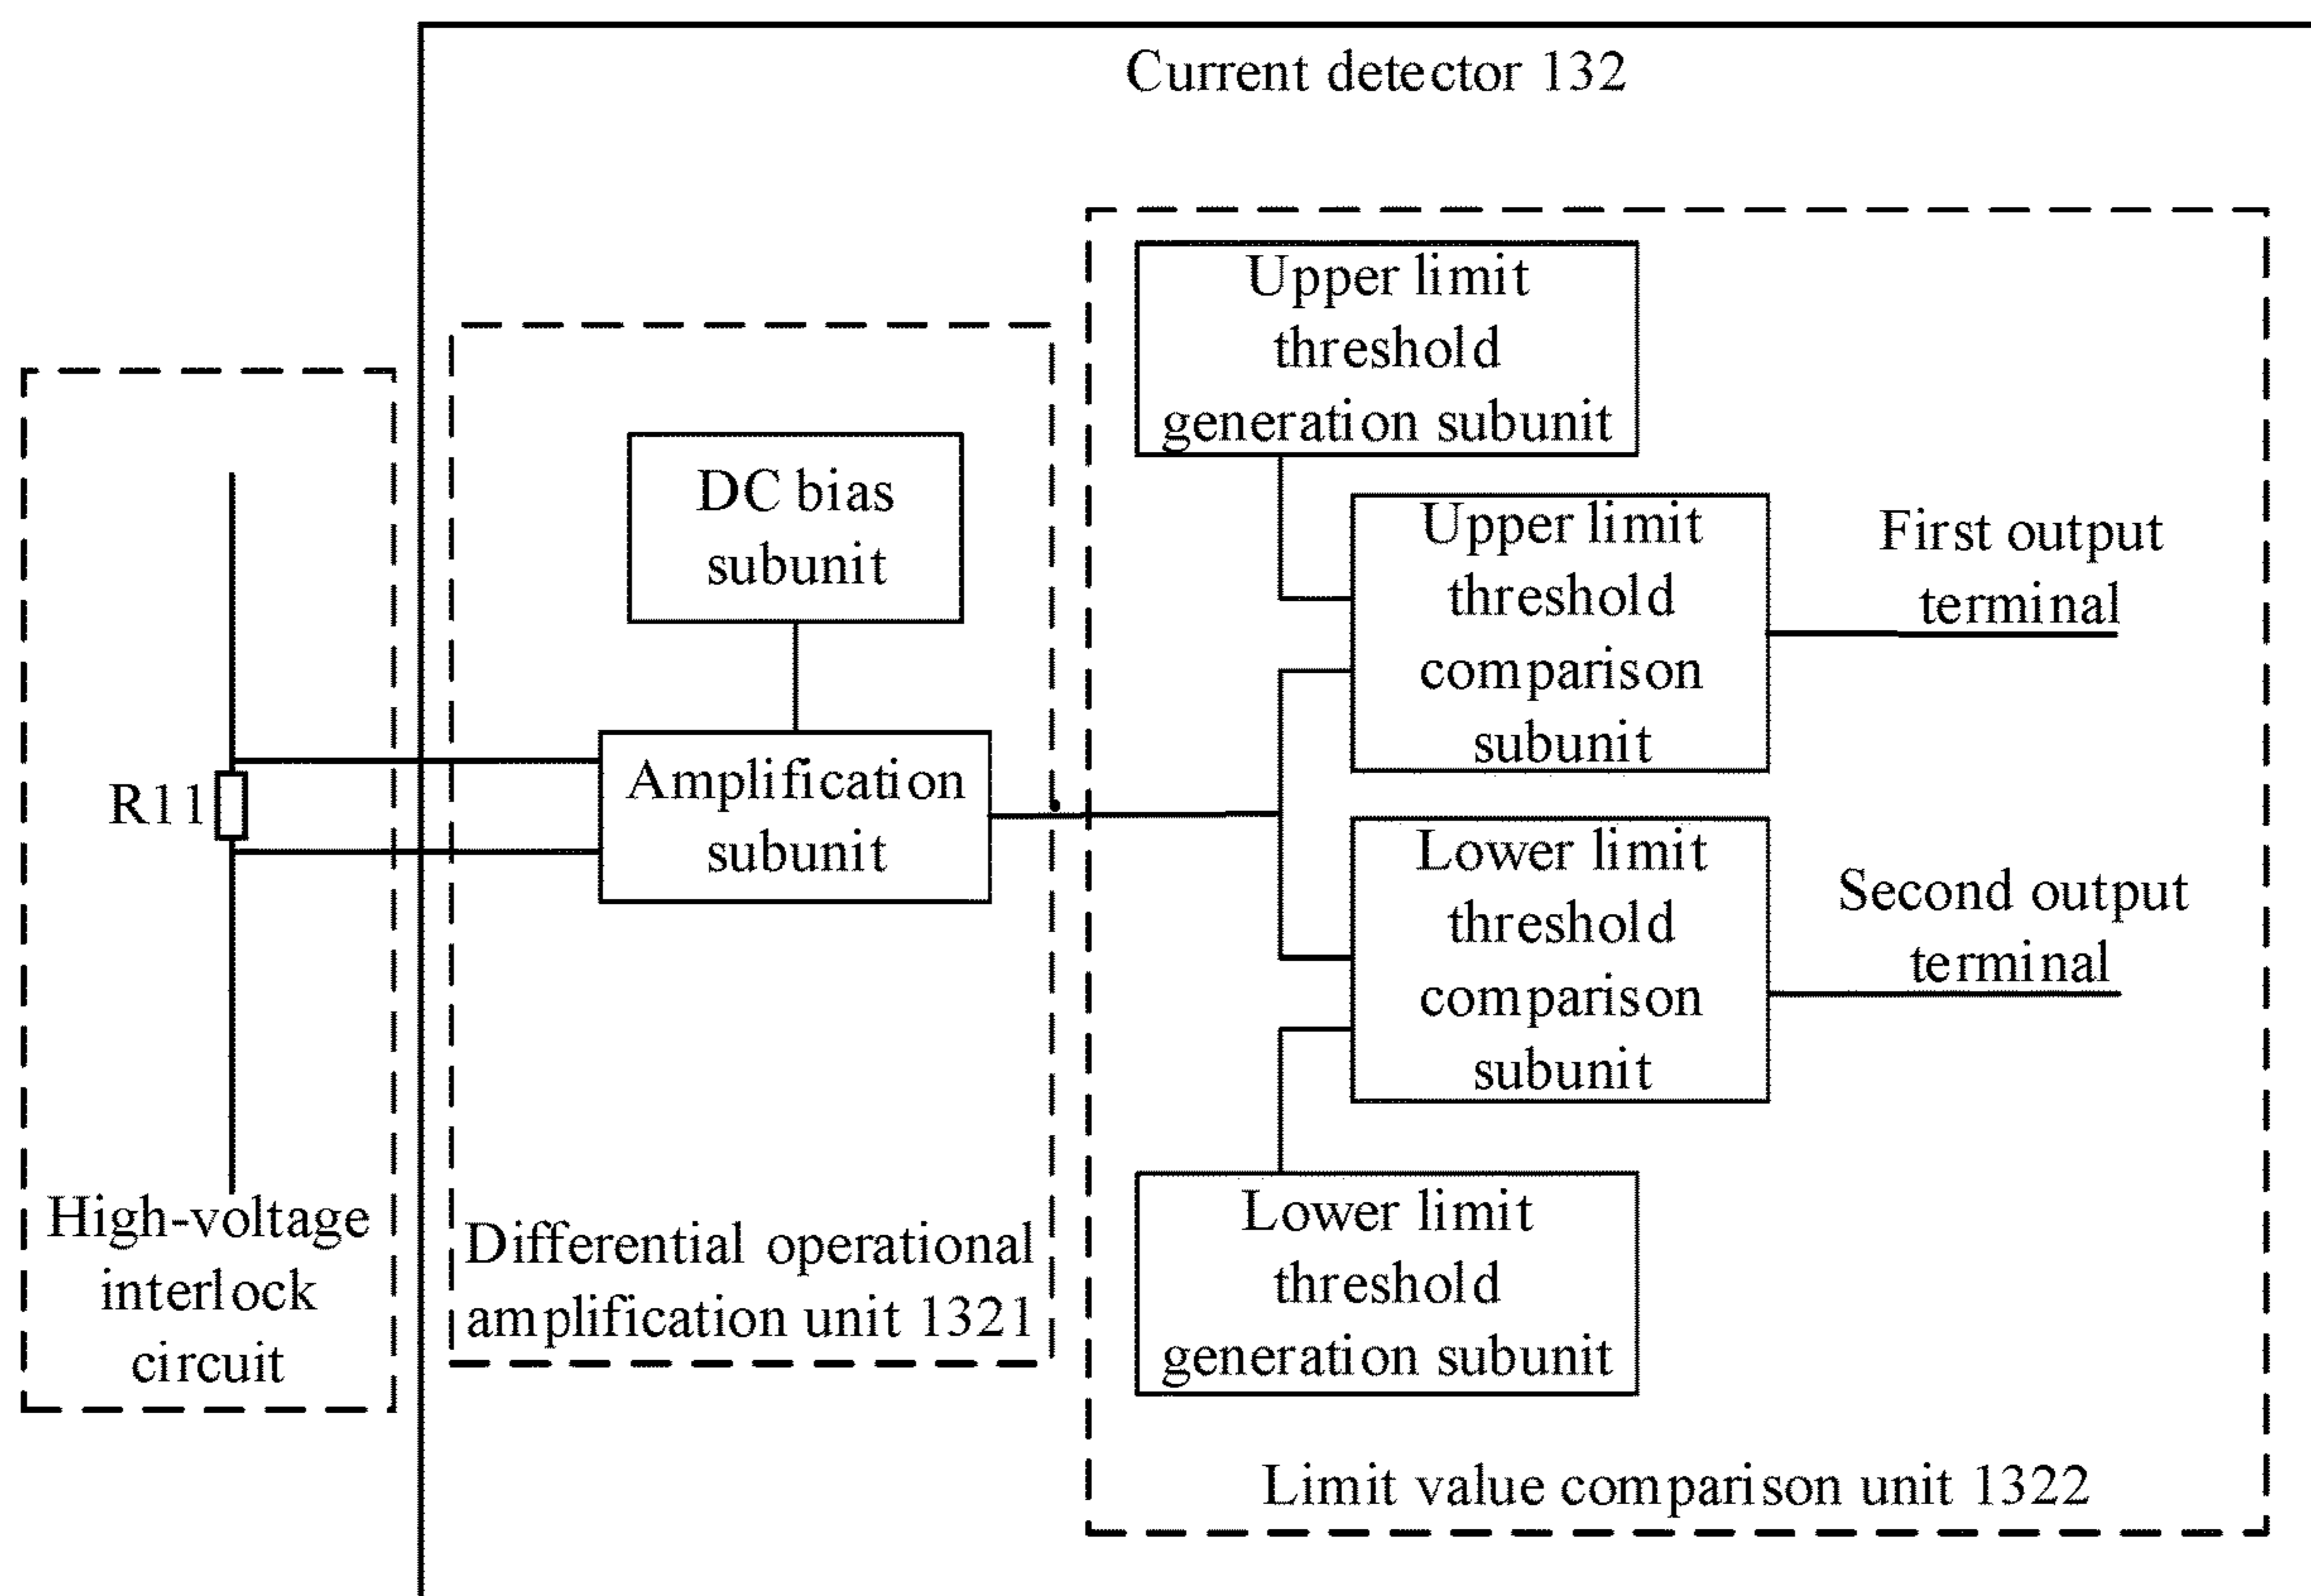 Current detector 132
Upper limit
threshold
generation subunit
DC bias
subunit
Upper limit
threshold
comparison
subunit
First output
terminal
R11
Amplification
subunit
Lower limit
threshold
comparison
subunit
Second output
terminal
High-voltage
interlock
circuit
Differential operational
amplification unit 1321
Lower limit
threshold
generation subunit
Limit value comparison unit 1322